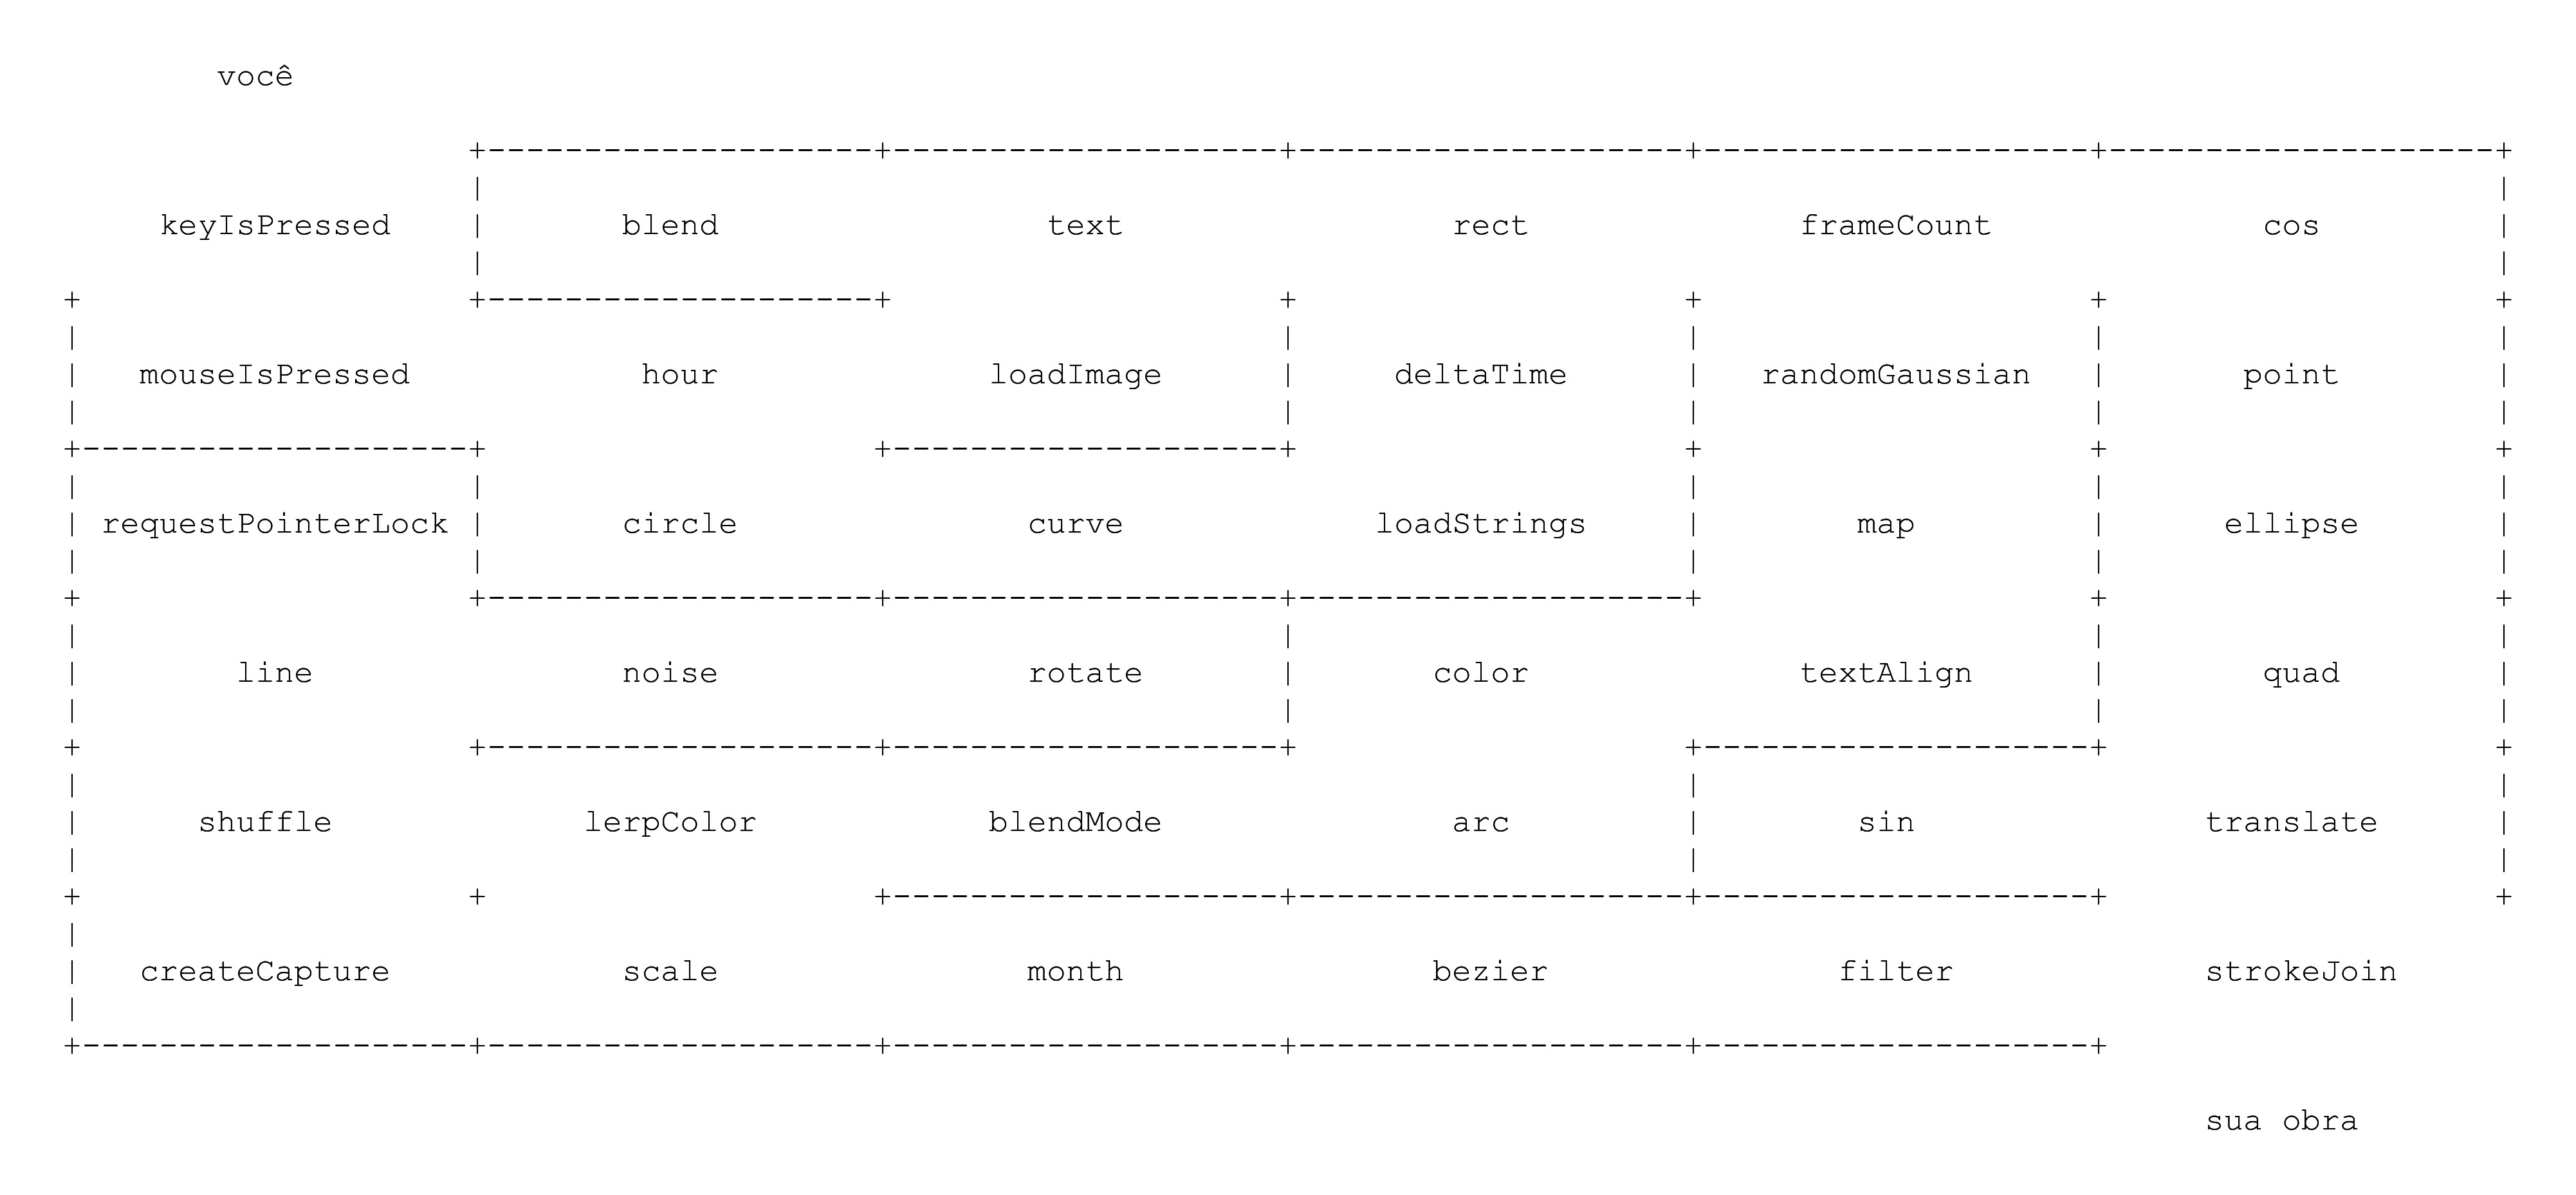 você
keyIsPressed blend text rect frameCount cos
mouseIsPressed hour loadImage deltaTime randomGaussian point
requestPointerLock circle curve loadStrings map ellipse
line noise rotate color textAlign quad
shuffle lerpColor blendMode arc sin translate
createCapture scale month bezier filter strokeJoin
sua obra